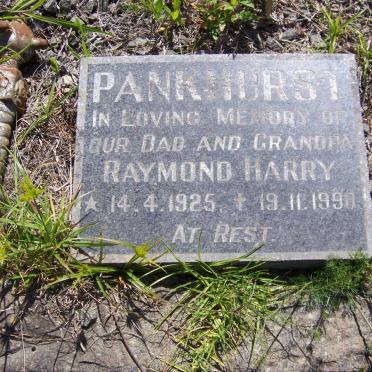 PANKHURST
IN LOVING MEMORY OF
OUR DAD AND GRANDPA
RAYMOND HARRY
★ 14.4.1925. ✝ 19.11.1990
AT REST